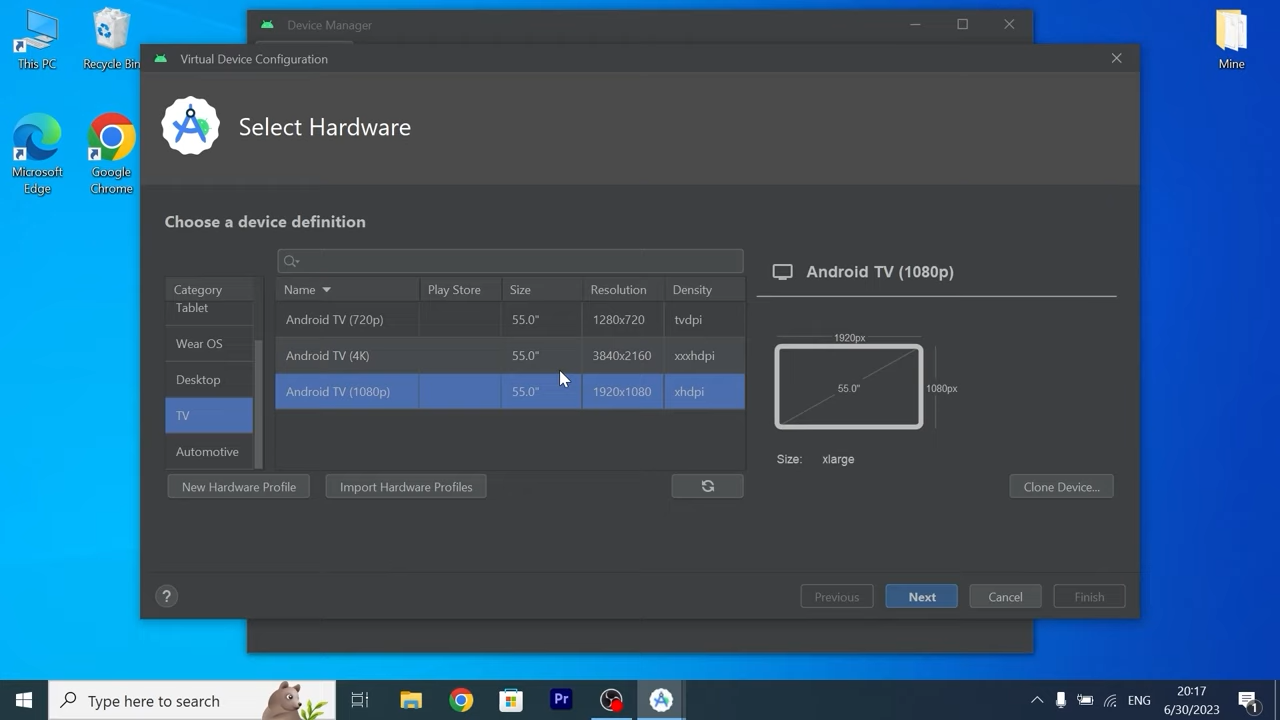 Device Manager
This PC
Recycle Bin
Mine
Virtual Device Configuration
Select Hardware
Microsoft
Edge
Google
Chrome
Choose a device definition
Category
Name
Play Store
Size
Resolution
Density
Android TV (1080p)
Tablet
Android TV (720p)
55.0"
1280x720
tvdpi
Wear OS
Android TV (4K)
55.0"
3840x2160
xxxhdpi
1920px
Desktop
Android TV (1080p)
55.0"
1920x1080
xhdpi
55.0"
1080px
TV
Automotive
Size: xlarge
New Hardware Profile
Import Hardware Profiles
Clone Device...
?
Previous
Next
Cancel
Finish
Type here to search
Pr
ENG
20:17
6/30/2023
1